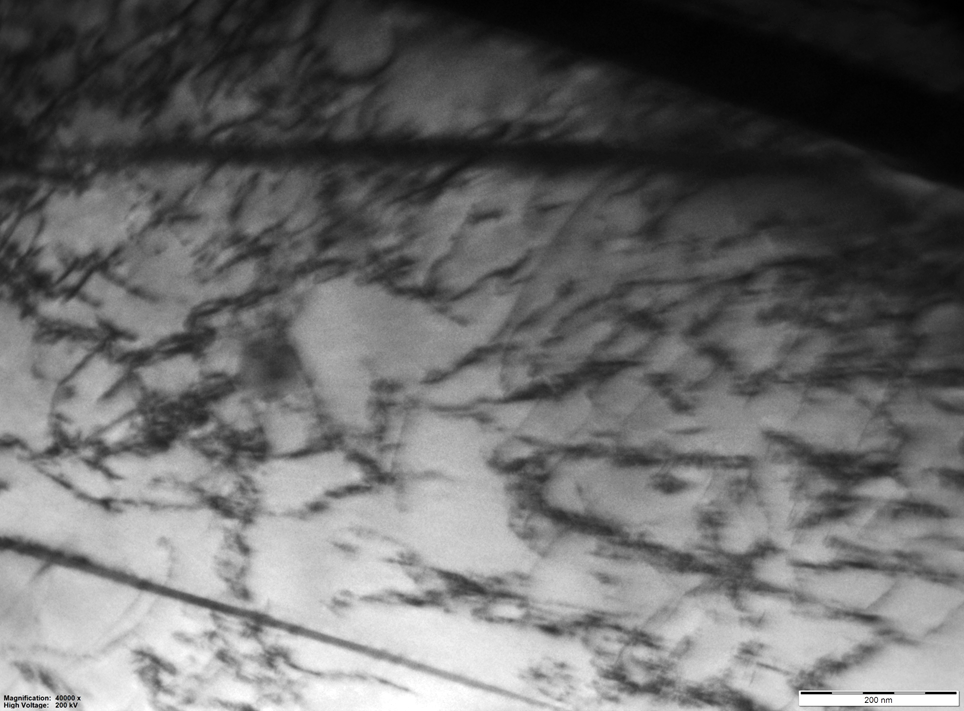 Magnification: 40000 x
High Voltage: 200 kV
200 nm